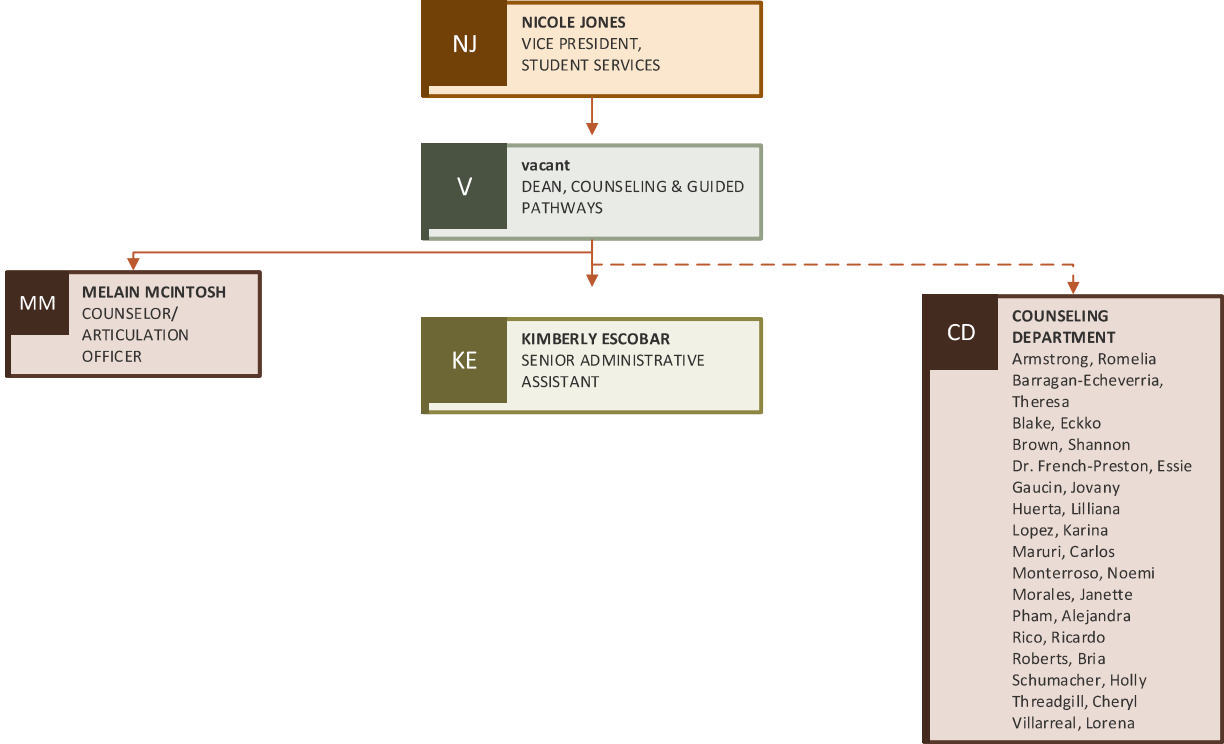 NJ
NICOLE JONES
VICE PRESIDENT,
STUDENT SERVICES
V
vacant
DEAN, COUNSELING & GUIDED
PATHWAYS
MM
MELAIN MCINTOSH
COUNSELOR/
ARTICULATION
OFFICER
KE
KIMBERLY ESCOBAR
SENIOR ADMINISTRATIVE
ASSISTANT
CD
COUNSELING
DEPARTMENT
Armstrong, Romelia
Barragan-Echeverria,
Theresa
Blake, Eckko
Brown, Shannon
Dr. French-Preston, Essie
Gaucin, Jovany
Huerta, Lilliana
Lopez, Karina
Maruri, Carlos
Monterroso, Noemi
Morales, Janette
Pham, Alejandra
Rico, Ricardo
Roberts, Bria
Schumacher, Holly
Threadgill, Cheryl
Villarreal, Lorena